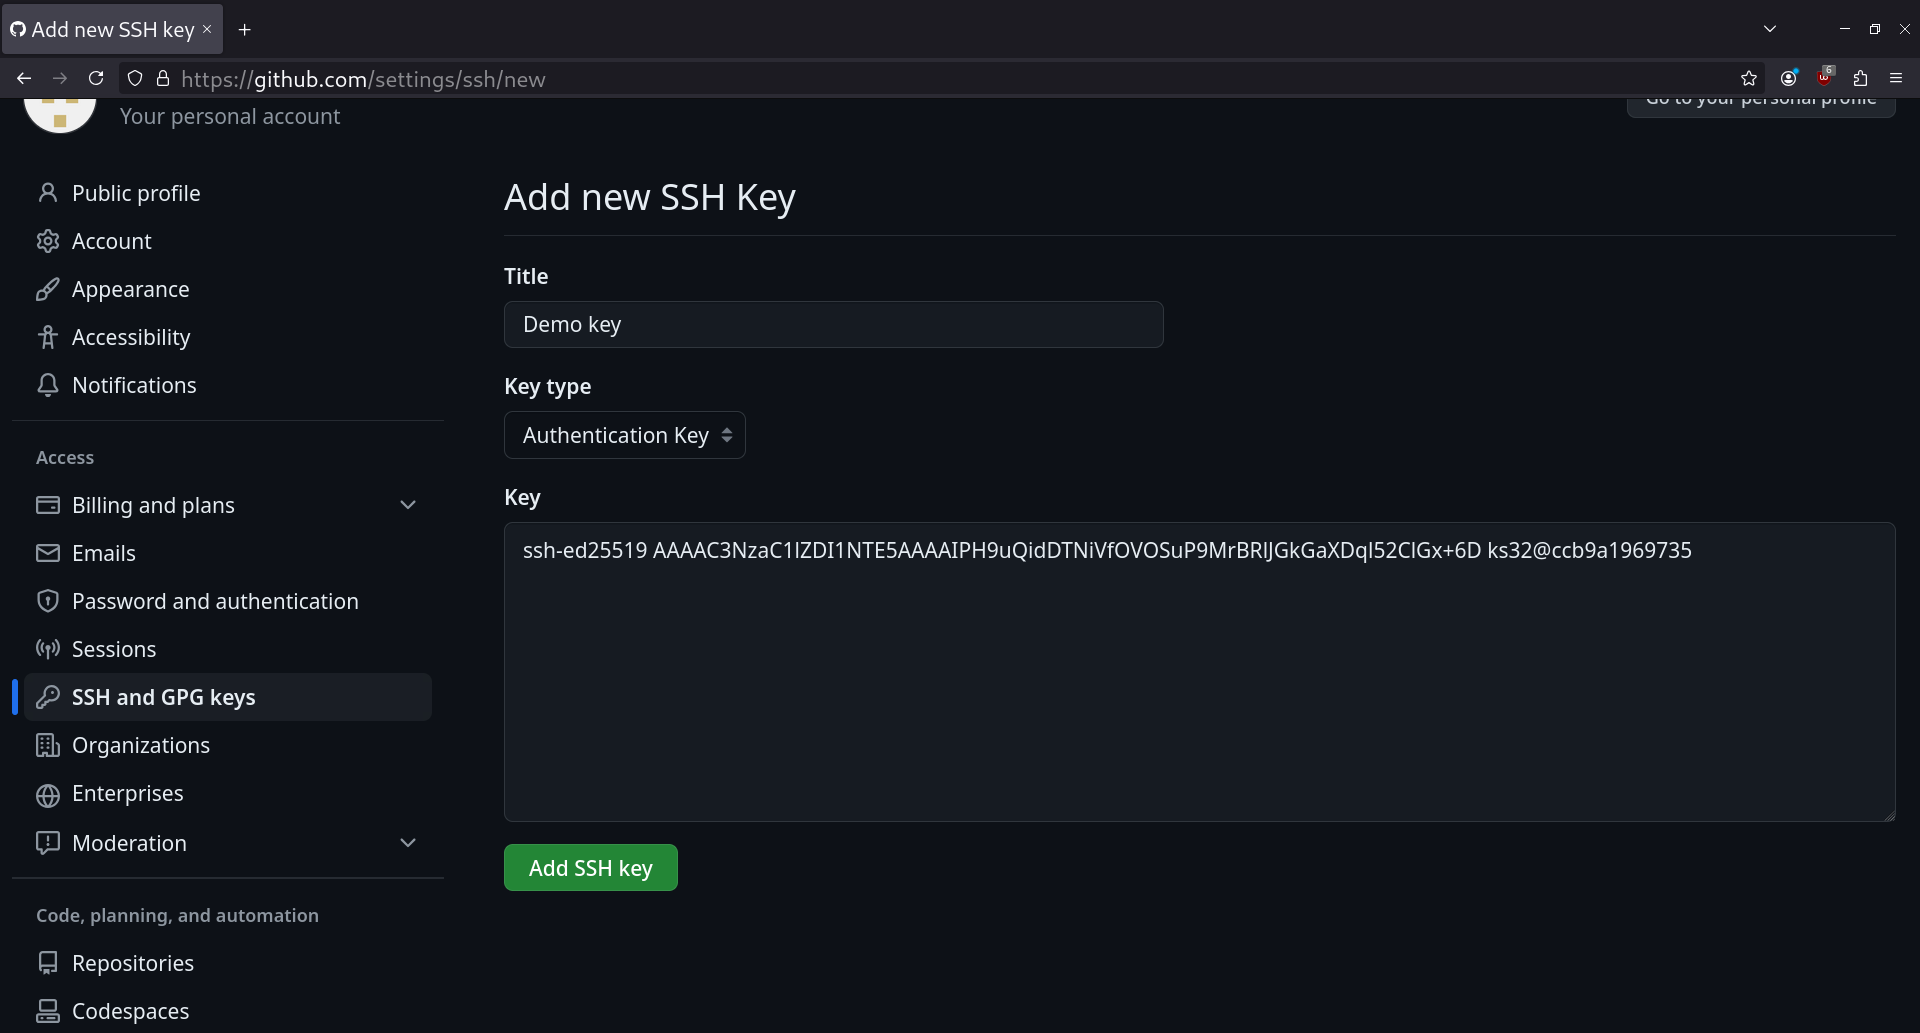 Add new SSH key
https://github.com/settings/ssh/new
6
Your personal account
Go to your personal profile
Public profile
Account
Appearance
Accessibility
Notifications
Access
Billing and plans
Emails
Password and authentication
Sessions
SSH and GPG keys
Organizations
Enterprises
Moderation
Code, planning, and automation
Repositories
Codespaces
Add new SSH Key
Title
Demo key
Key type
Authentication Key
Key
ssh-ed25519 AAAAC3NzaC1lZDI1NTE5AAAAIPH9uQidDTNiVfOVOSuP9MrBRlJGkGaXDql52ClGx+6D ks32@ccb9a1969735
Add SSH key